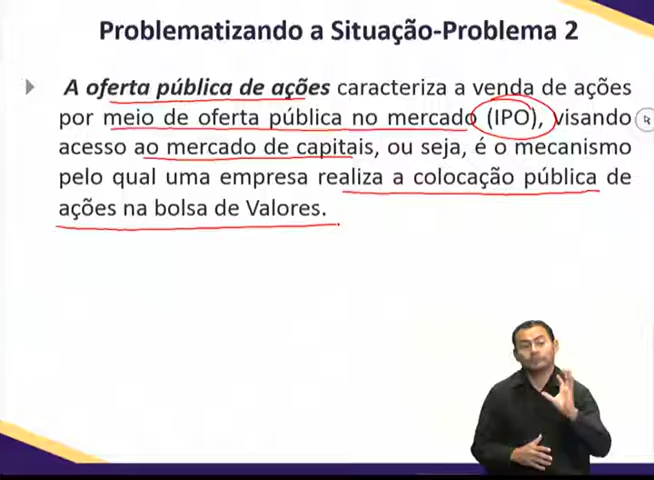 Problematizando a Situação-Problema 2
A oferta pública de ações caracteriza a venda de ações
por meio de oferta pública no mercado (IPO), visando
acesso ao mercado de capitais, ou seja, é o mecanismo
pelo qual uma empresa realiza a colocação pública de
ações na bolsa de Valores.